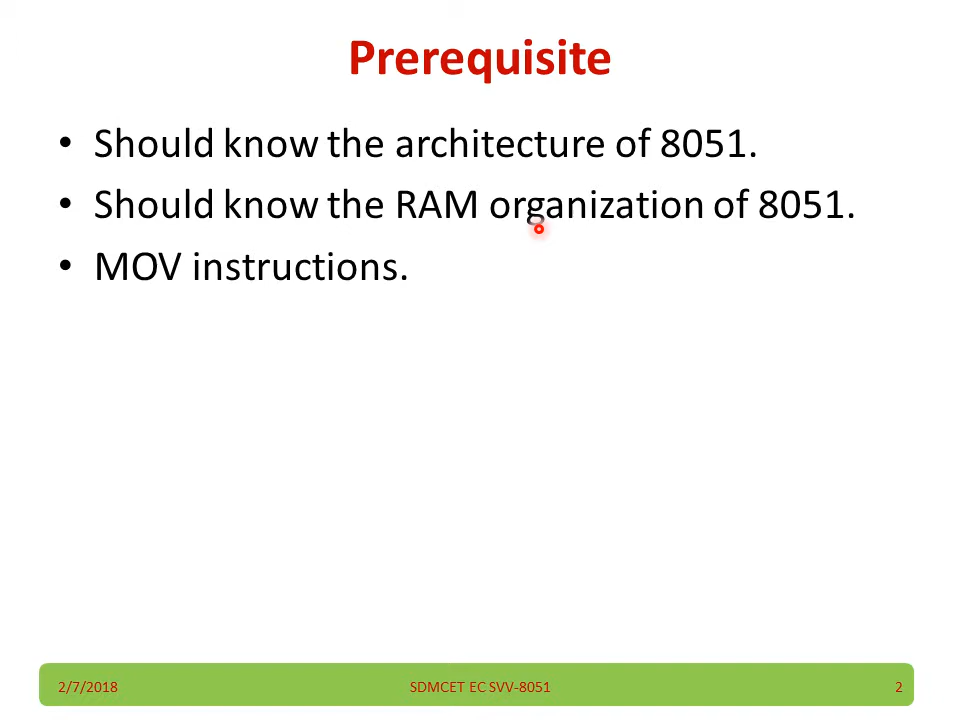 Prerequisite
• Should know the architecture of 8051.
• Should know the RAM organization of 8051.
• MOV instructions.
2/7/2018 SDMCET EC SVV-8051 2